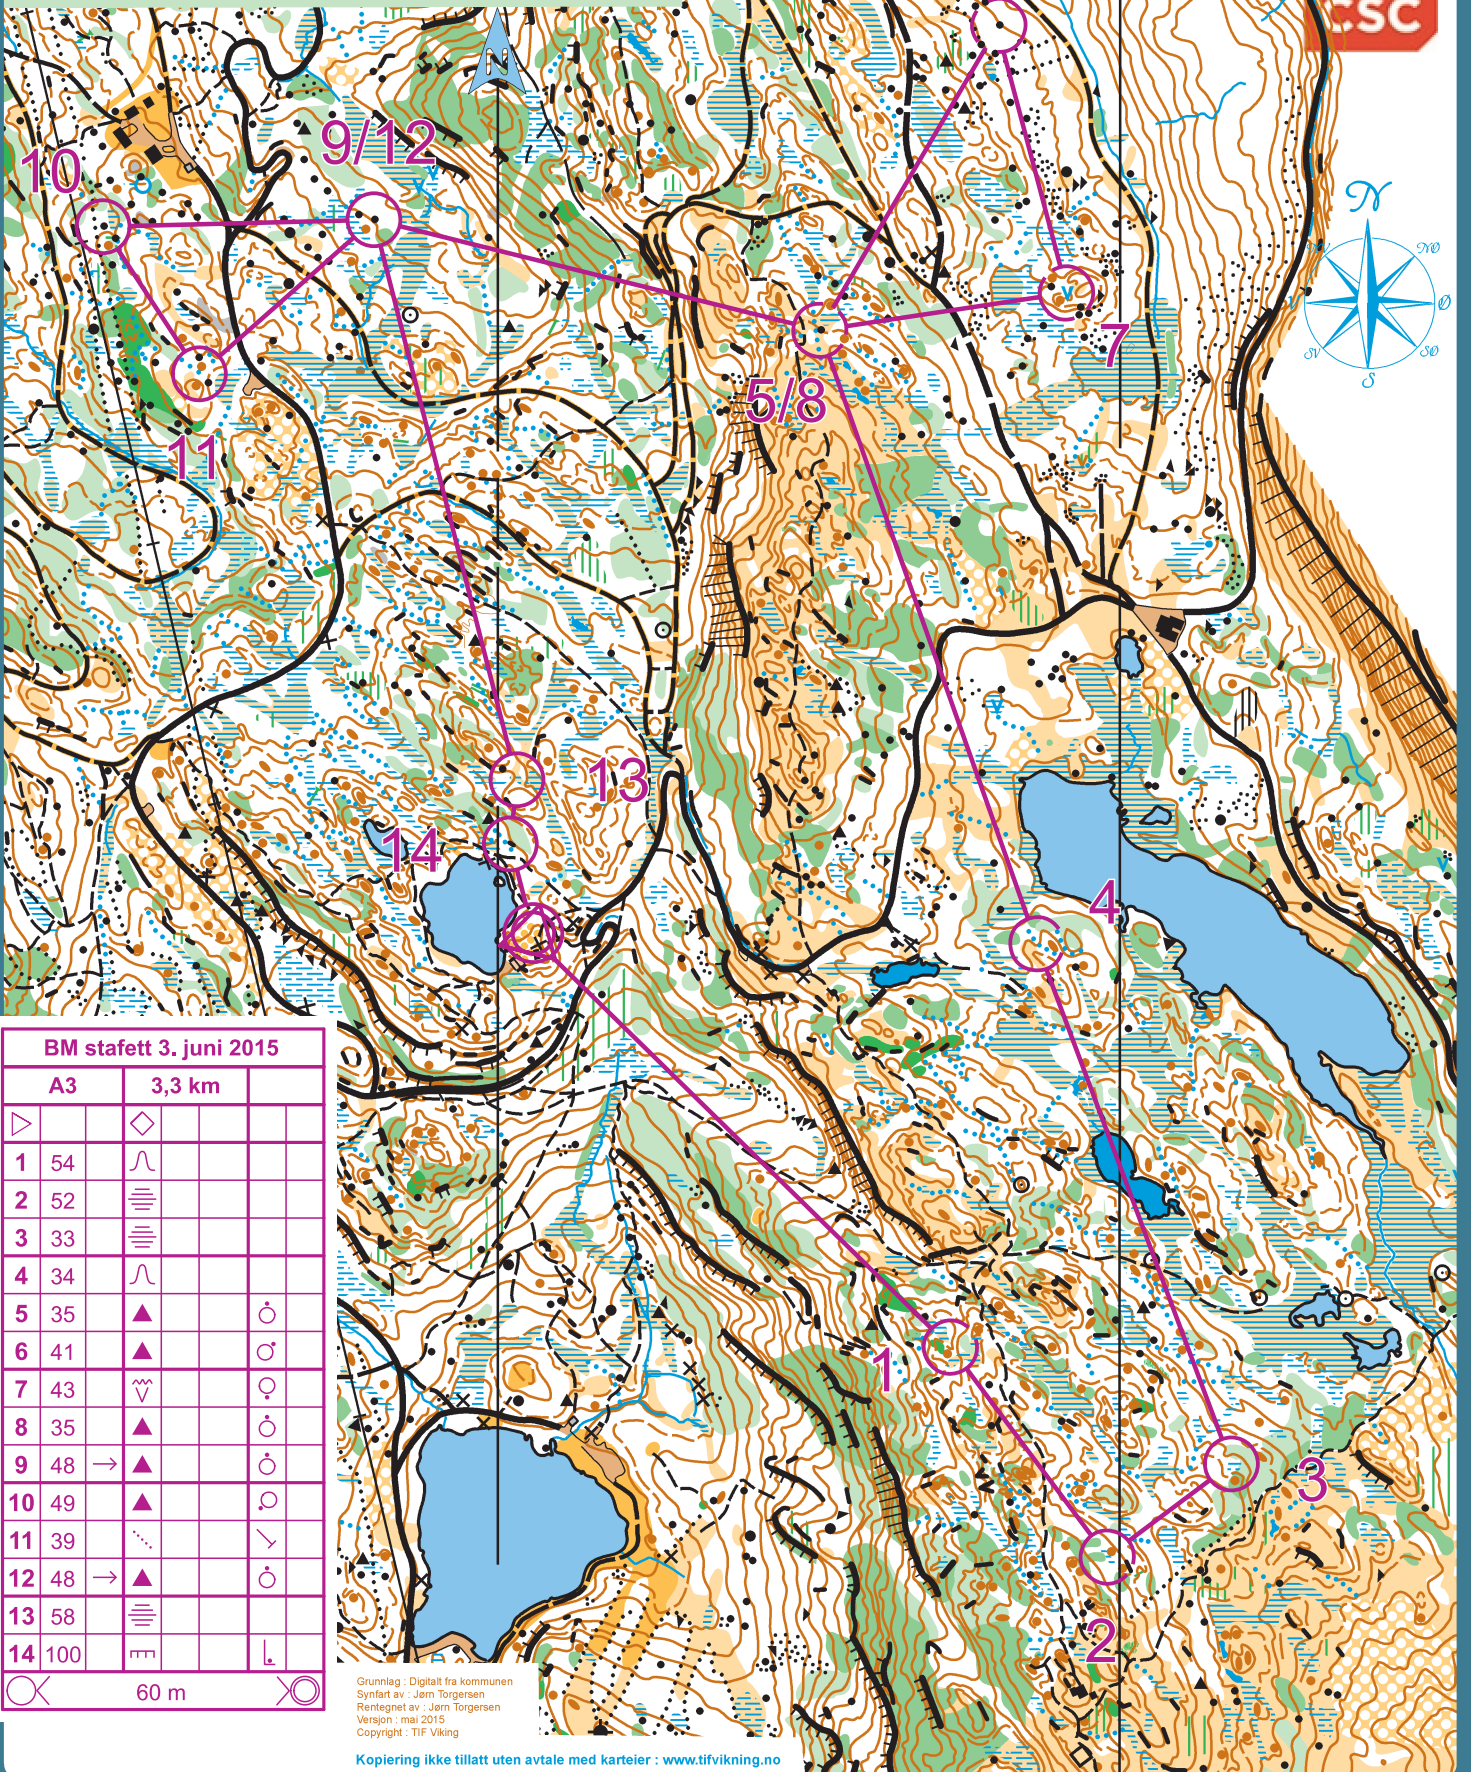 CSC
N
9/12
10
N
NV
NØ
V
Ø
SV
SØ
S
7
5/8
11
13
14
4
1
3
2
BM stafett 3. juni 2015
A3 3,3 km
1 54
2 52
3 33
4 34
5 35
6 41
7 43
8 35
9 48
10 49
11 39
12 48
13 58
14 100
60 m
Grunnlag : Digitalt fra kommunen
Synfart av : Jørn Torgersen
Rentegnet av : Jørn Torgersen
Versjon : mai 2015
Copyright : TIF Viking
Kopiering ikke tillatt uten avtale med karteier : www.tifvikning.no